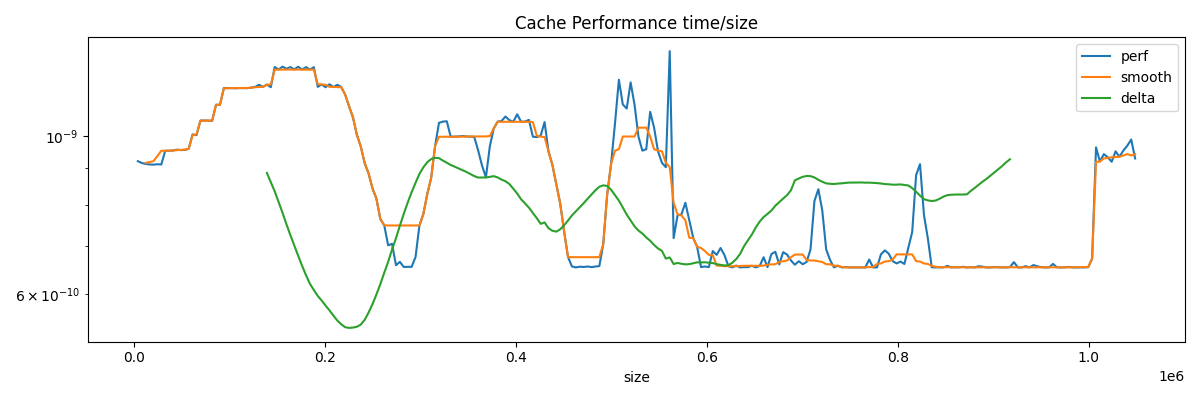 Cache Performance time/size
perf
smooth
delta
10⁻⁹
6 × 10⁻¹⁰
0.0 0.2 0.4 0.6 0.8 1.0
1e6
size